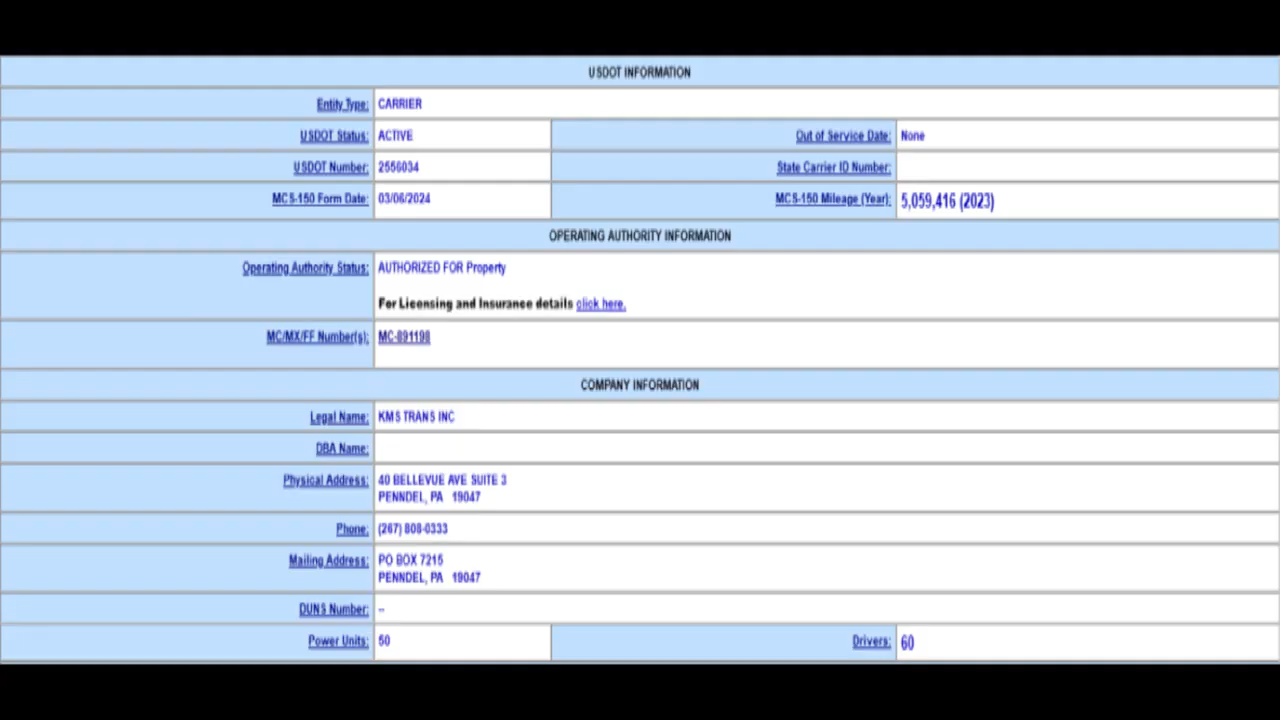 USDOT INFORMATION
Entity Type: CARRIER
USDOT Status: ACTIVE Out of Service Date: None
USDOT Number: 2556034 State Carrier ID Number:
MCS-150 Form Date: 03/06/2024 MCS-150 Mileage (Year): 5,059,416 (2023)
OPERATING AUTHORITY INFORMATION
Operating Authority Status: AUTHORIZED FOR Property
For Licensing and Insurance details click here.
MC/MX/FF Number(s): MC-891198
COMPANY INFORMATION
Legal Name: KMS TRANS INC
DBA Name:
Physical Address: 40 BELLEVUE AVE SUITE 3
PENNDEL, PA 19047
Phone: (267) 808-0333
Mailing Address: PO BOX 7215
PENNDEL, PA 19047
DUNS Number: --
Power Units: 50 Drivers: 60